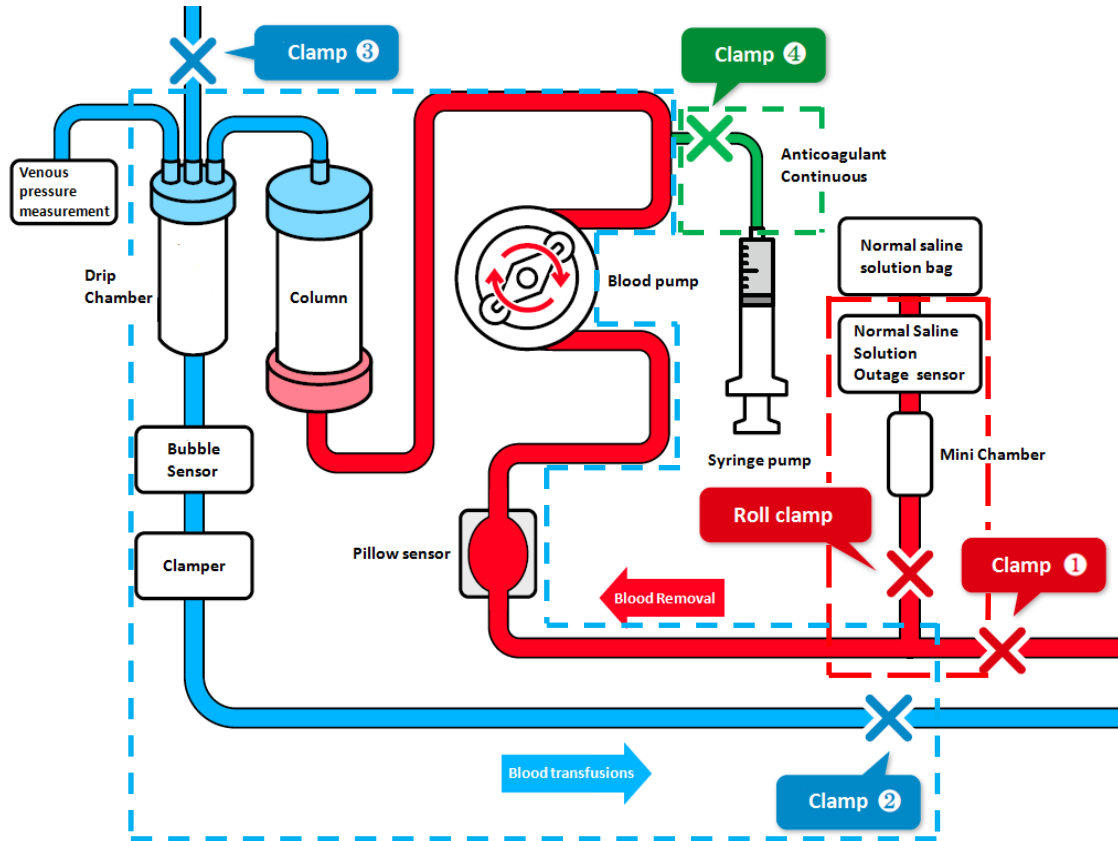 Clamp ❸
Clamp ❹
Venous
pressure
measurement
Anticoagulant
Continuous
Normal saline
solution bag
Drip
Chamber
Column
Blood pump
Normal Saline
Solution
Outage sensor
Bubble
Sensor
Syringe pump
Mini Chamber
Roll clamp
Clamp ❶
Pillow sensor
Clamper
Blood Removal
Blood transfusions
Clamp ❷